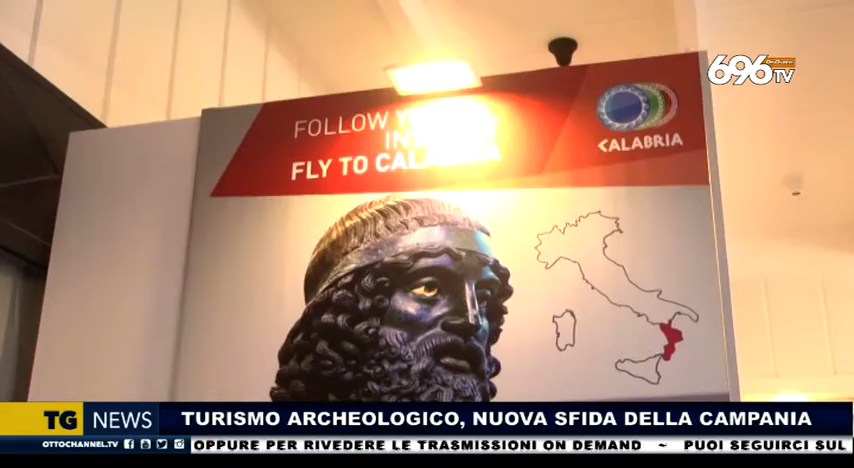 696 TV
FOLLOW
FLY TO CALABRIA
CALABRIA
TG NEWS
TURISMO ARCHEOLOGICO, NUOVA SFIDA DELLA CAMPANIA
OTTOCHANNEL.TV
OPPURE PER RIVEDERE LE TRASMISSIONI ON DEMAND ~ PUOI SEGUIRCI SUL